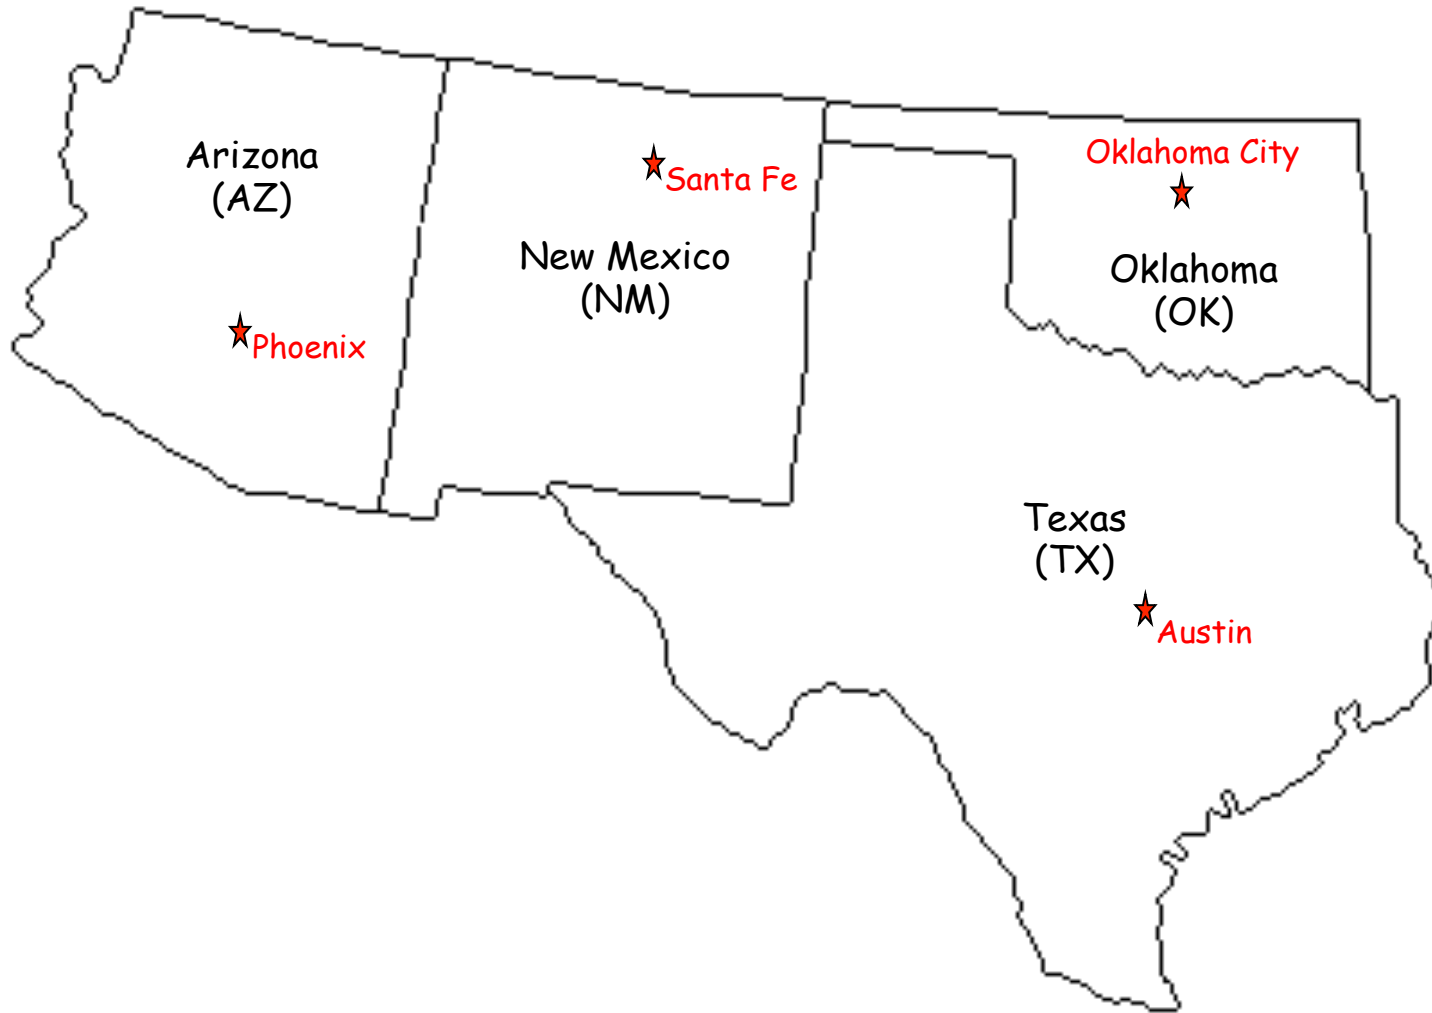 Arizona
(AZ)
Phoenix
Santa Fe
New Mexico
(NM)
Oklahoma City
Oklahoma
(OK)
Texas
(TX)
Austin